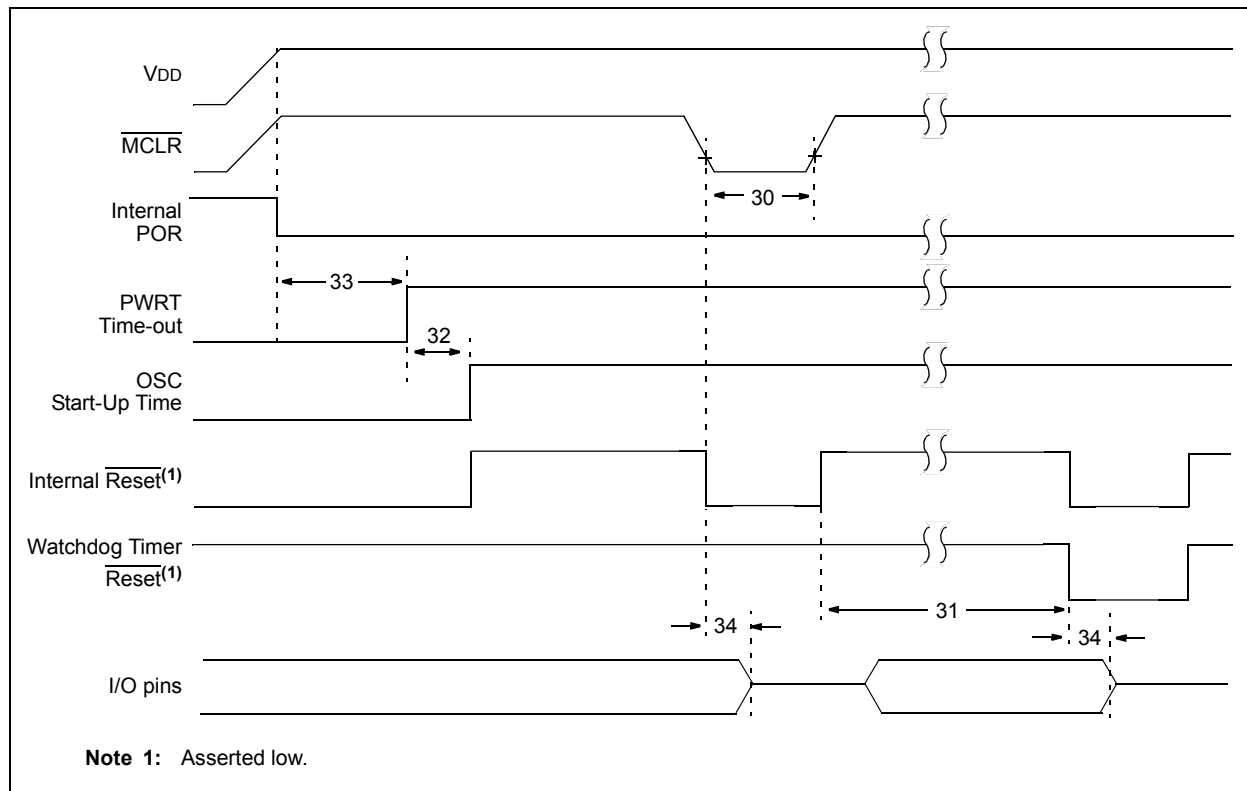 VDD
MCLR
30
Internal
POR
33
PWRT
Time-out
32
OSC
Start-Up Time
Internal Reset(1)
Watchdog Timer
Reset(1)
31
34
34
I/O pins
Note 1: Asserted low.